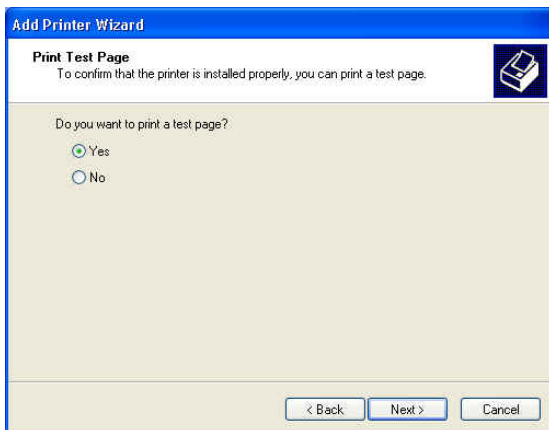 Add Printer Wizard
Print Test Page
To confirm that the printer is installed properly, you can print a test page.
Do you want to print a test page?
Yes
No
< Back Next > Cancel